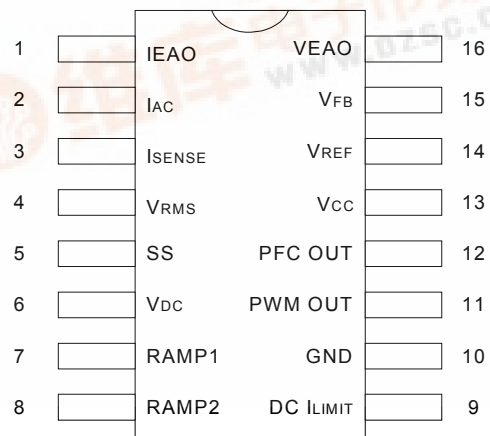 1 IEAO VEAO 16
2 IAC VFB 15
3 ISENSE VREF 14
4 VRMS VCC 13
5 SS PFC OUT 12
6 VDC PWM OUT 11
7 RAMP1 GND 10
8 RAMP2 DC ILIMIT 9